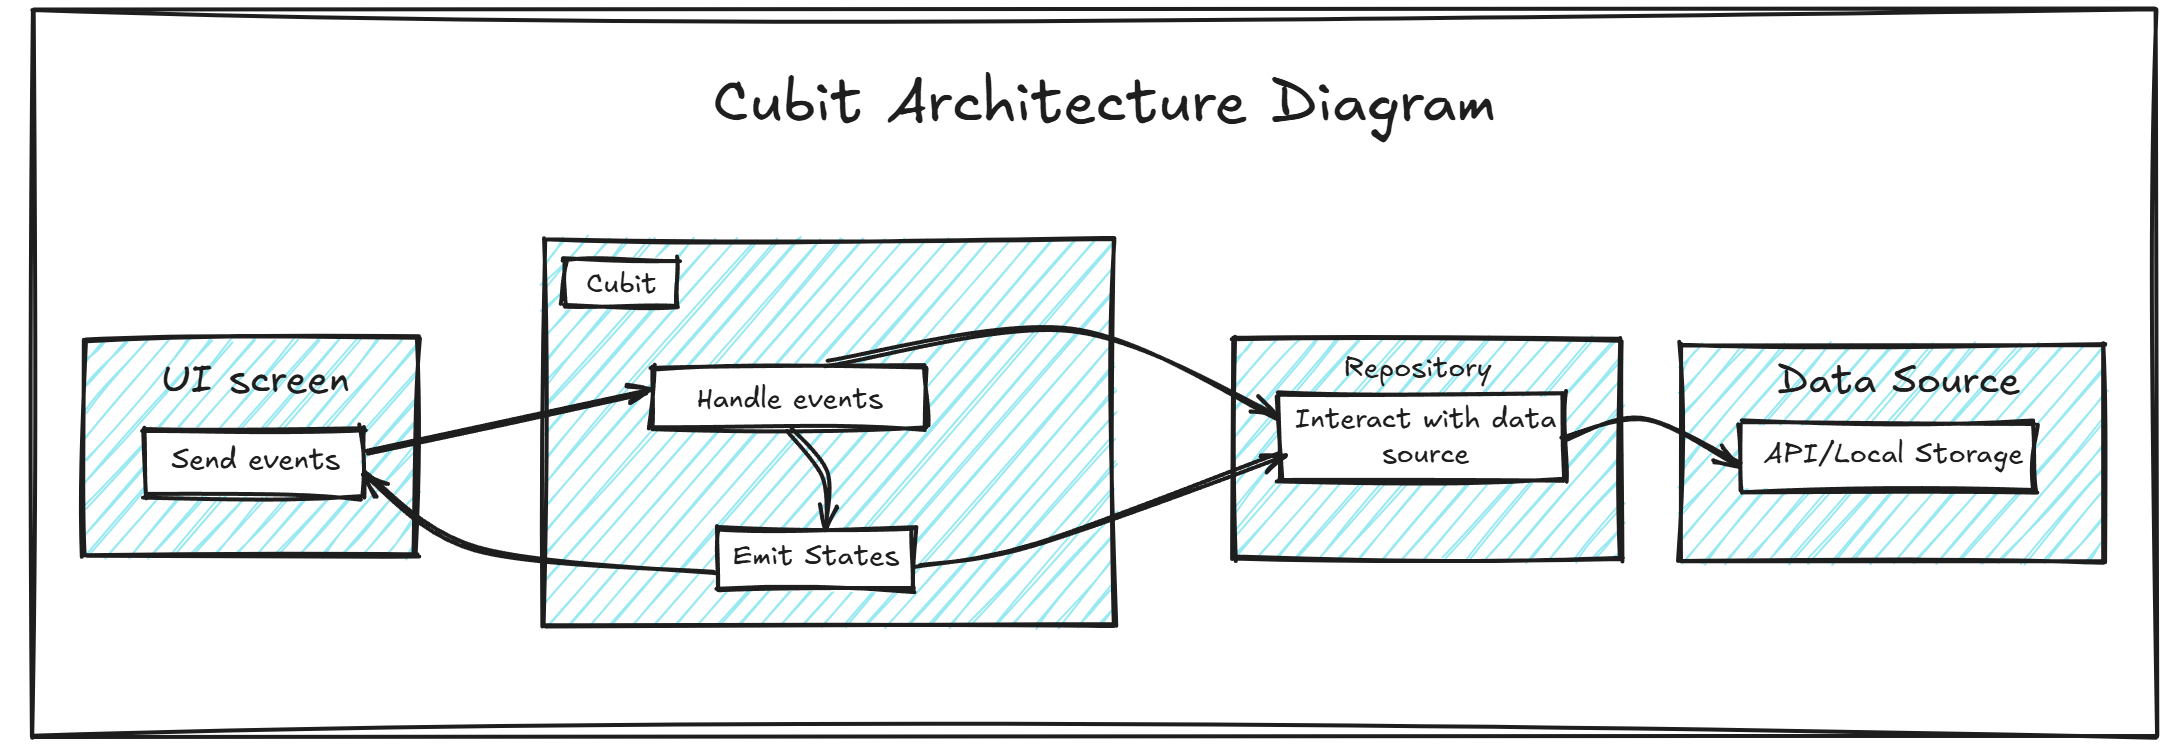 Cubit Architecture Diagram
Cubit
UI screen
Send events
Handle events
Emit States
Repository
Interact with data
source
Data Source
API/Local Storage